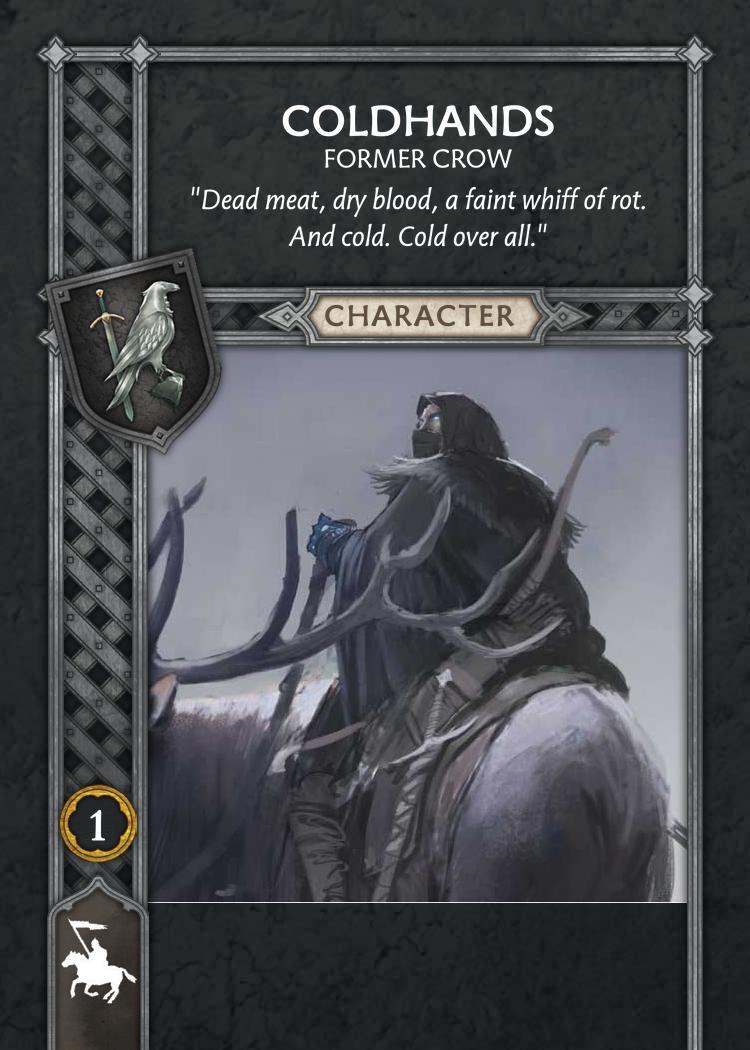 COLDHANDS
FORMER CROW
"Dead meat, dry blood, a faint whiff of rot.
And cold. Cold over all."
CHARACTER
1